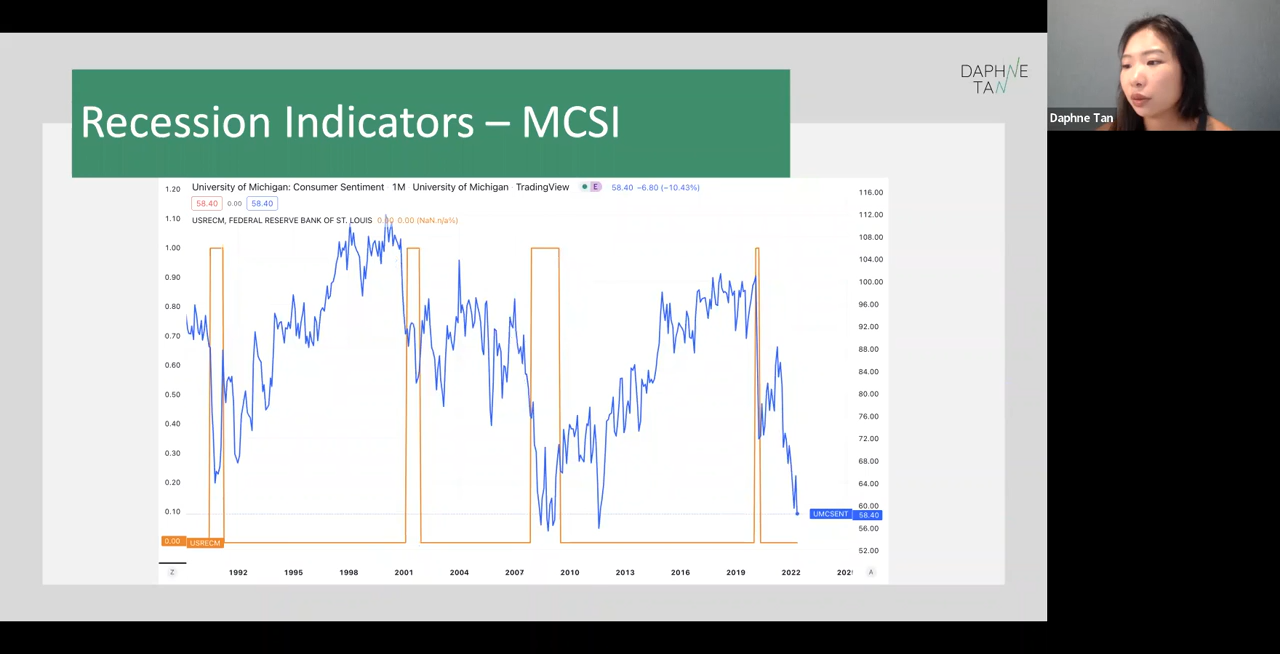 Recession Indicators – MCSI
DAPHNE
TAN
Daphne Tan
University of Michigan: Consumer Sentiment 1M University of Michigan TradingView E 58.40 −6.80 (−10.43%)
58.40 0.00 58.40
USRECM, FEDERAL RESERVE BANK OF ST. LOUIS 0.00 0.00 (NaN.n/a%)
1.20
1.10
1.00
0.90
0.80
0.70
0.60
0.50
0.40
0.30
0.20
0.10
0.00 USRECM
116.00
112.00
108.00
104.00
100.00
96.00
92.00
88.00
84.00
80.00
76.00
72.00
68.00
64.00
60.00
UMCSENT 58.40
56.00
52.00
Z 1992 1995 1998 2001 2004 2007 2010 2013 2016 2019 2022 A